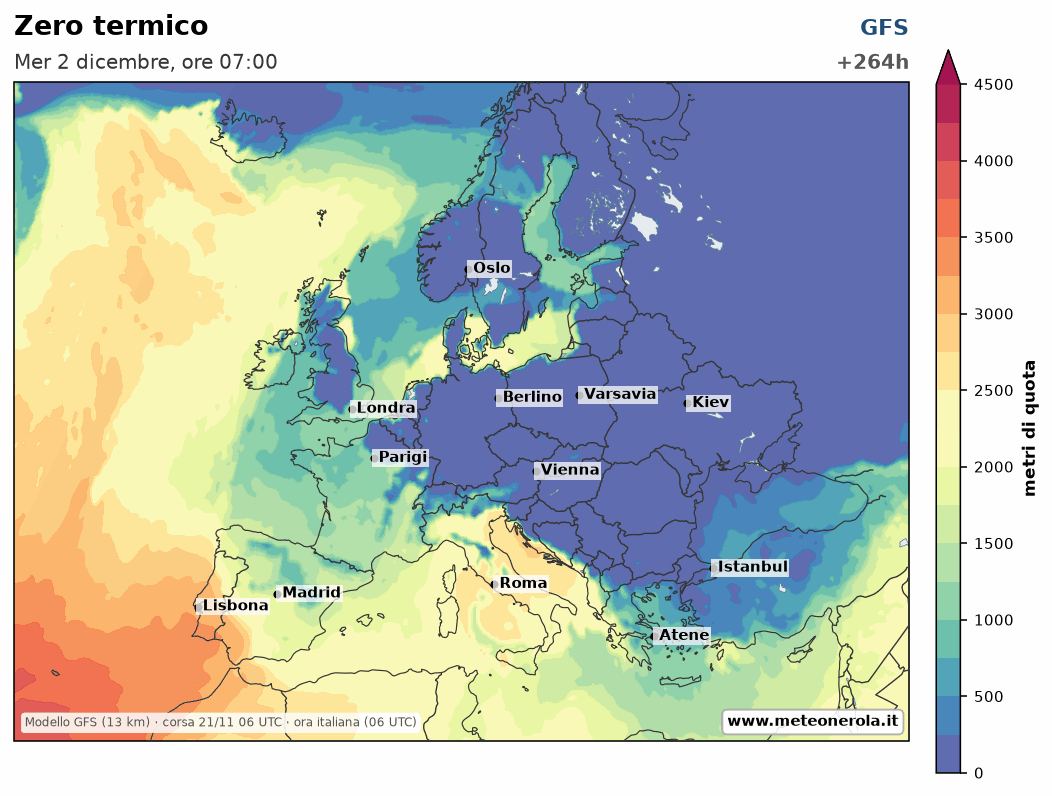 Zero termico
GFS
Mer 2 dicembre, ore 07:00
+264h
4500
4000
3500
3000
2500
2000
1500
1000
500
0
metri di quota
Oslo
Berlino
Varsavia
Kiev
Londra
Parigi
Vienna
Istanbul
Roma
Madrid
Lisbona
Atene
Modello GFS (13 km) · corsa 21/11 06 UTC · ora italiana (06 UTC)
www.meteonerola.it